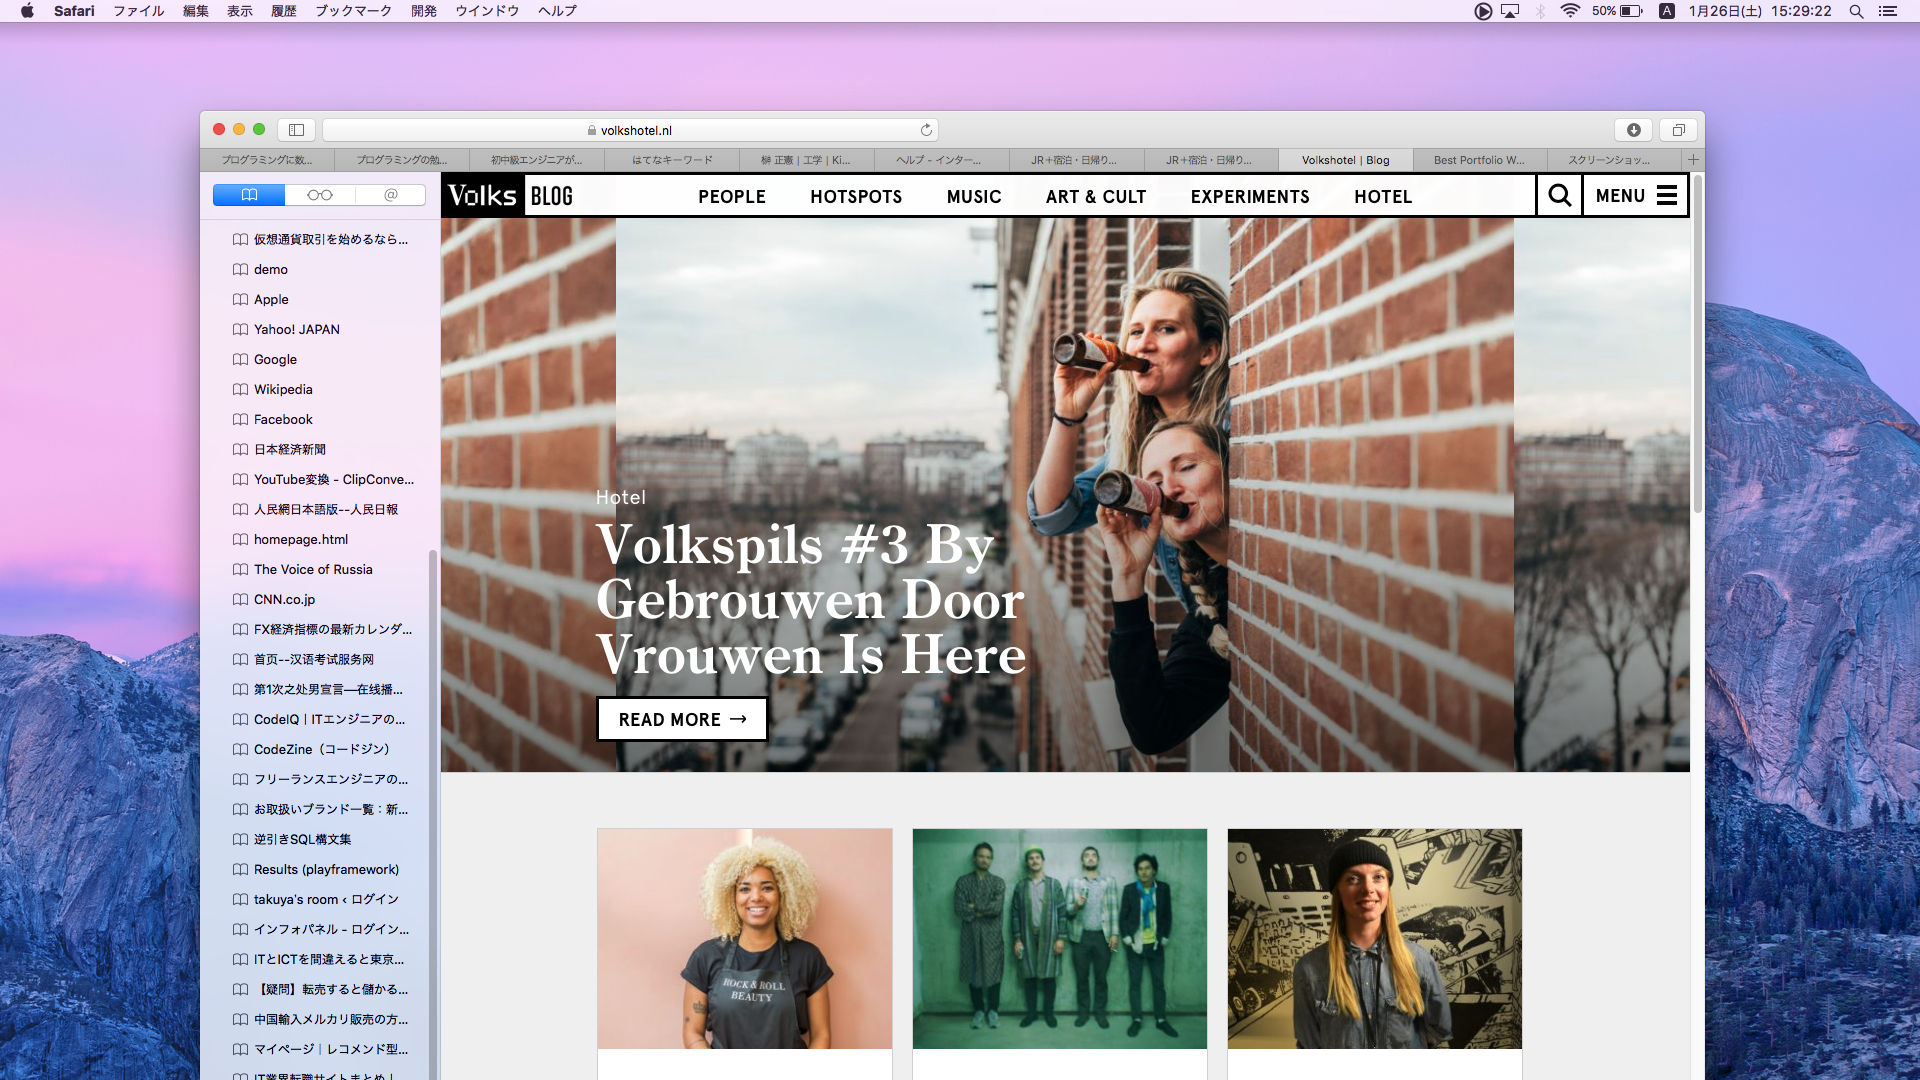 Safari ファイル 編集 表示 履歴 ブックマーク 開発 ウインドウ ヘルプ
50% A 1月26日(土) 15:29:22
volkshotel.nl
プログラミングに数... プログラミングの勉... 初中級エンジニアが... はてなキーワード 榊 正憲 | 工学 | Ki... ヘルプ - インター... JR＋宿泊・日帰り... JR＋宿泊・日帰り... Volkshotel | Blog Best Portfolio W... スクリーンショッ...
@
仮想通貨取引を始めるなら...
demo
Apple
Yahoo! JAPAN
Google
Wikipedia
Facebook
日本経済新聞
YouTube変換 - ClipConve...
人民網日本語版--人民日報
homepage.html
The Voice of Russia
CNN.co.jp
FX経済指標の最新カレンダ...
首页--汉语考试服务网
第1次之处男宣言—在线播...
CodeIQ | ITエンジニアの...
CodeZine（コードジン）
フリーランスエンジニアの...
お取扱いブランド一覧：新...
逆引きSQL構文集
Results (playframework)
takuya's room ‹ ログイン
インフォパネル - ログイン...
ITとICTを間違えると東京...
【疑問】転売すると儲かる...
中国輸入メルカリ販売の方...
マイページ | レコメンド型...
IT業界転職サイトまとめ |
Volks BLOG PEOPLE HOTSPOTS MUSIC ART & CULT EXPERIMENTS HOTEL MENU
Hotel
Volkspils #3 By
Gebrouwen Door
Vrouwen Is Here
READ MORE →
ROCK & ROLL
BEAUTY